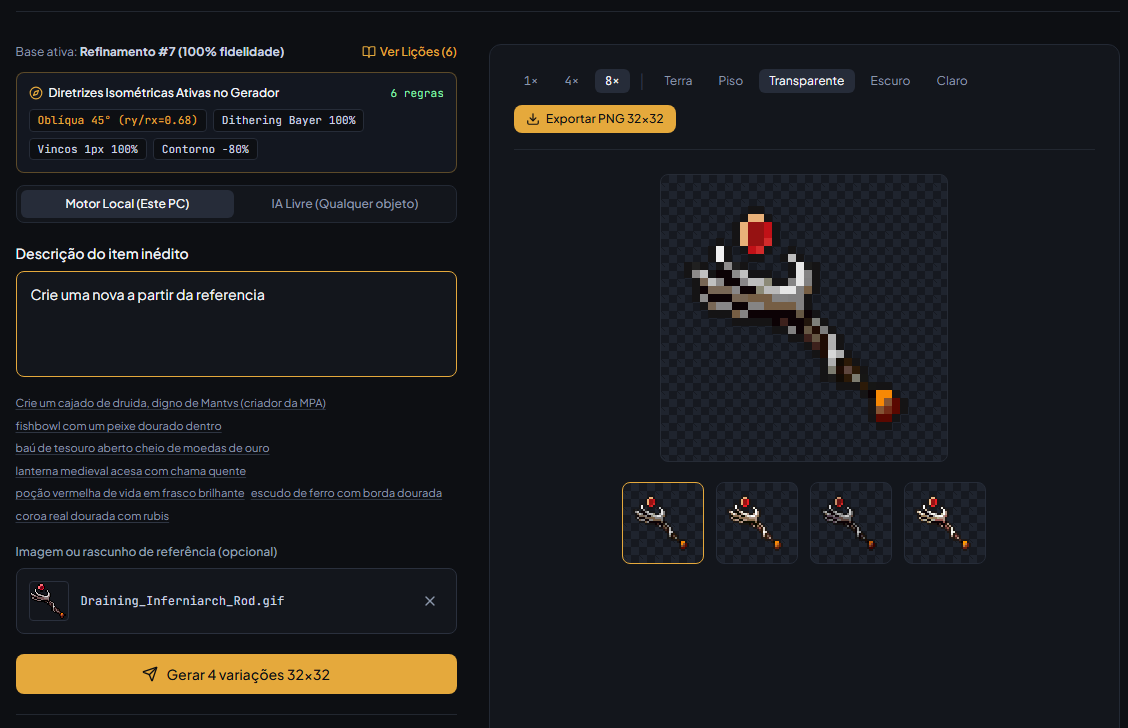 Base ativa: Refinamento #7 (100% fidelidade)
Ver Lições (6)
Diretrizes Isométricas Ativas no Gerador
6 regras
Oblíqua 45° (ry/rx=0.68)
Dithering Bayer 100%
Vincos 1px 100%
Contorno -80%
Motor Local (Este PC)
IA Livre (Qualquer objeto)
Descrição do item inédito
Crie uma nova a partir da referencia
Crie um cajado de druida, digno de Mantvs (criador da MPA)
fishbowl com um peixe dourado dentro
baú de tesouro aberto cheio de moedas de ouro
lanterna medieval acesa com chama quente
poção vermelha de vida em frasco brilhante
escudo de ferro com borda dourada
coroa real dourada com rubis
Imagem ou rascunho de referência (opcional)
Draining_Inferniarch_Rod.gif
Gerar 4 variações 32×32
1×
4×
8×
Terra
Piso
Transparente
Escuro
Claro
Exportar PNG 32×32